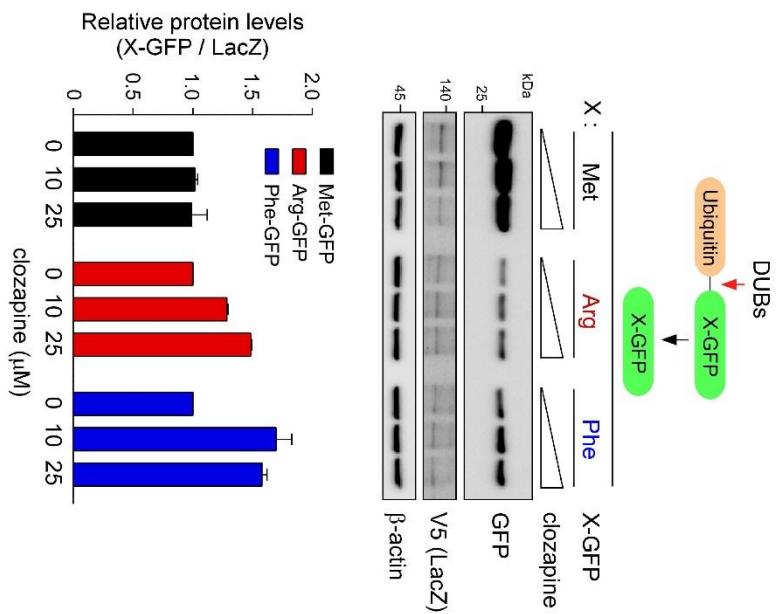 DUBs
Ubiquitin
X-GFP
X-GFP
X :
Met
Arg
Phe
X-GFP
clozapine
kDa
25
GFP
140
V5 (LacZ)
45
β-actin
Relative protein levels
(X-GFP / LacZ)
2.0
1.5
1.0
0.5
0
Met-GFP
Arg-GFP
Phe-GFP
0 10 25 0 10 25 0 10 25
clozapine (μM)